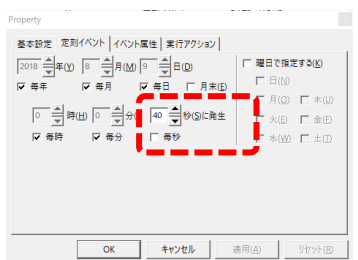 Property
基本設定 定刻イベント イベント属性 実行アクション
2018 年(Y) 8 月(M) 9 日(D)
毎年 毎月 毎日 月末(E)
0 時(H) 0 分( 40 秒(S)に発生
毎時 毎分 毎秒
曜日で指定する(K)
日(N)
月(O) 木(U)
火(E) 金(F)
水(W) 土(T)
OK キャンセル 適用(A) リセット(R)